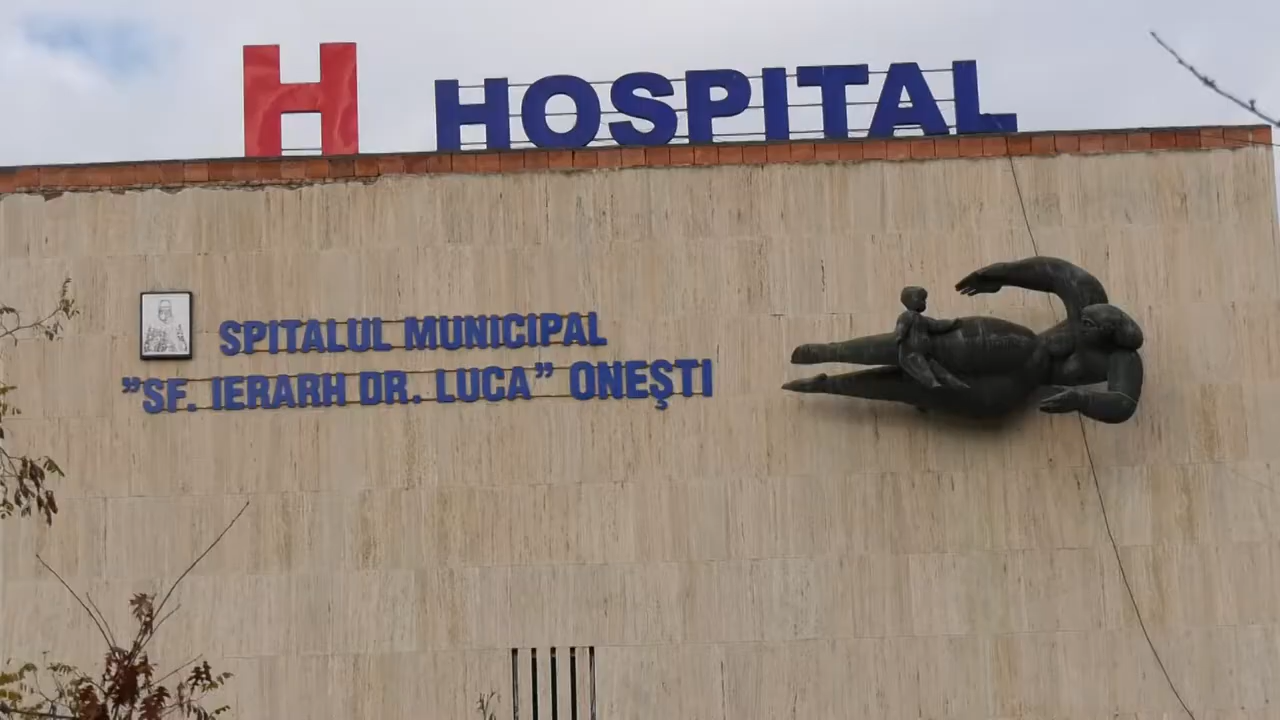 H HOSPITAL
SPITALUL MUNICIPAL
”SF. IERARH DR. LUCA” ONEŞTI